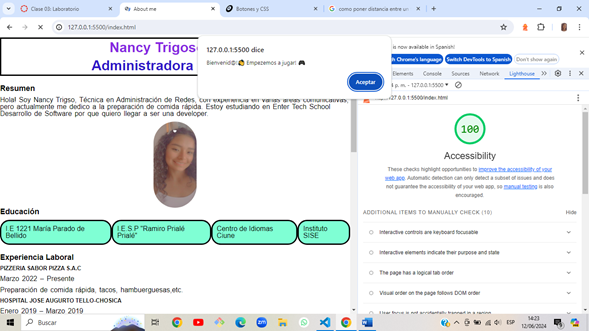 Clase 03: Laboratorio
About me
Botones y CSS
como poner distancia entre un
127.0.0.1:5500/index.html
127.0.0.1:5500 dice
Bienvenid@! Empezemos a jugar!
Aceptar
Nancy Trigos
Administradora
Resumen
Hola! Soy Nancy Trigso, Técnica en Administración de Redes, con experiencia en varias áreas comunicativas,
pero actualmente me dedico a la preparación de comida rápida. Estoy estudiando en Enter Tech School
Desarrollo de Software por que quiero llegar a ser una developer.
Educación
I.E 1221 María Parado de
Bellido
I.E.S.P "Ramiro Prialé
Prialé"
Centro de Idiomas
Ciune
Instituto
SISE
Experiencia Laboral
PIZZERIA SABOR PIZZA S.A.C
Marzo 2022 – Presente
Preparación de comida rápida, tacos, hamburguesas,etc.
HOSPITAL JOSE AUGURTO TELLO-CHOSICA
Enero 2019 – Marzo 2019
is now available in Spanish!
Chrome's language
Switch DevTools to Spanish
Elements
Console
Sources
Network
Lighthouse
p. m. - 127.0.0.1:5500
http://127.0.0.1:5500/index.html
100
Accessibility
These checks highlight opportunities to improve the accessibility of your
web app. Automatic detection can only detect a subset of issues and does
not guarantee the accessibility of your web app, so manual testing is also
encouraged.
ADDITIONAL ITEMS TO MANUALLY CHECK (10)
Hide
Interactive controls are keyboard focusable
Interactive elements indicate their purpose and state
The page has a logical tab order
Visual order on the page follows DOM order
User focus is not accidentally trapped in a region
Buscar
ESP
14:23
12/06/2024